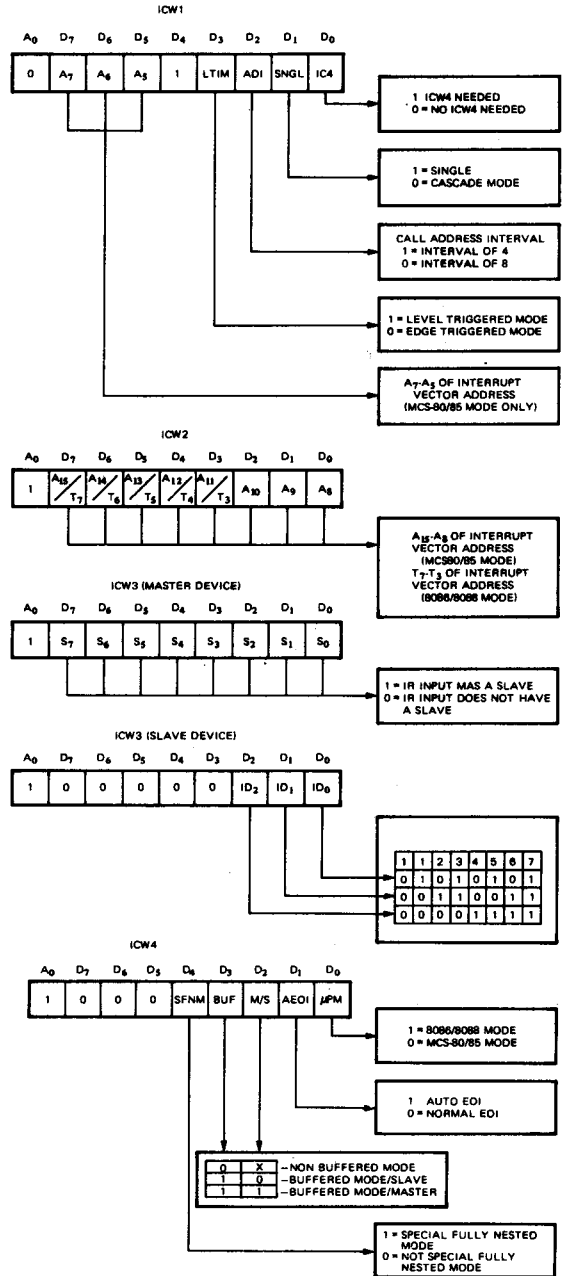 ICW1
A0 D7 D6 D5 D4 D3 D2 D1 D0
0 A7 A6 A5 1 LTIM ADI SNGL IC4
1 ICW4 NEEDED
0 = NO ICW4 NEEDED
1 = SINGLE
0 = CASCADE MODE
CALL ADDRESS INTERVAL
1 = INTERVAL OF 4
0 = INTERVAL OF 8
1 = LEVEL TRIGGERED MODE
0 = EDGE TRIGGERED MODE
A7-A5 OF INTERRUPT
VECTOR ADDRESS
(MCS-80/85 MODE ONLY)
ICW2
A0 D7 D6 D5 D4 D3 D2 D1 D0
1 A15/T7 A14/T6 A13/T5 A12/T4 A11/T3 A10 A9 A8
A15-A8 OF INTERRUPT
VECTOR ADDRESS
(MCS80/85 MODE)
T7-T3 OF INTERRUPT
VECTOR ADDRESS
(8086/8088 MODE)
ICW3 (MASTER DEVICE)
A0 D7 D6 D5 D4 D3 D2 D1 D0
1 S7 S6 S5 S4 S3 S2 S1 S0
1 = IR INPUT MAS A SLAVE
0 = IR INPUT DOES NOT HAVE
A SLAVE
ICW3 (SLAVE DEVICE)
A0 D7 D6 D5 D4 D3 D2 D1 D0
1 0 0 0 0 0 ID2 ID1 ID0
1 1 2 3 4 5 6 7
0 1 0 1 0 1 0 1
0 0 1 1 0 0 1 1
0 0 0 0 1 1 1 1
ICW4
A0 D7 D6 D5 D4 D3 D2 D1 D0
1 0 0 0 SFNM BUF M/S AEOI μPM
1 = 8086/8088 MODE
0 = MCS-80/85 MODE
1 AUTO EOI
0 = NORMAL EOI
0 X – NON BUFFERED MODE
1 0 – BUFFERED MODE/SLAVE
1 1 – BUFFERED MODE/MASTER
1 = SPECIAL FULLY NESTED
MODE
0 = NOT SPECIAL FULLY
NESTED MODE